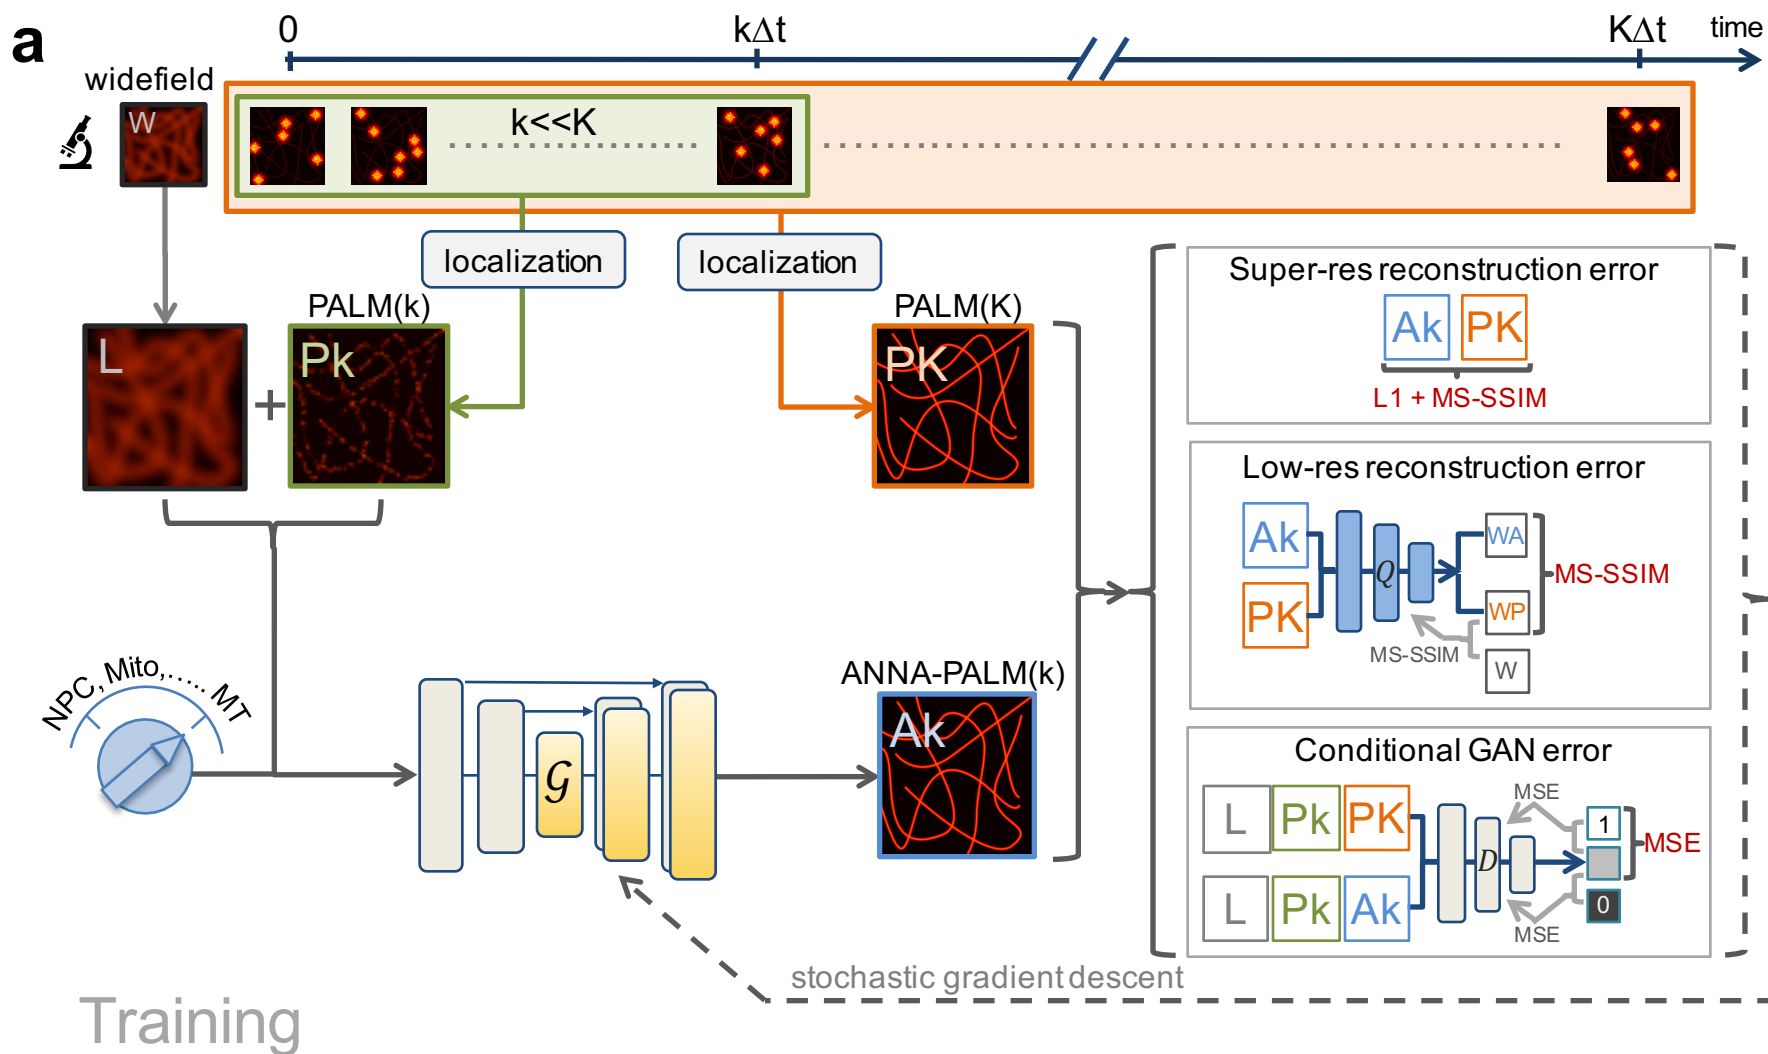 a
0
kΔt
KΔt
time
widefield
W
k<<K
localization
localization
PALM(k)
PALM(K)
L
+
Pk
PK
NPC, Mito,..... MT
G
ANNA-PALM(k)
Ak
Super-res reconstruction error
Ak
PK
L1 + MS-SSIM
Low-res reconstruction error
Ak
PK
Q
WA
WP
W
MS-SSIM
MS-SSIM
Conditional GAN error
L
Pk
PK
L
Pk
Ak
D
MSE
MSE
1
0
MSE
stochastic gradient descent
Training